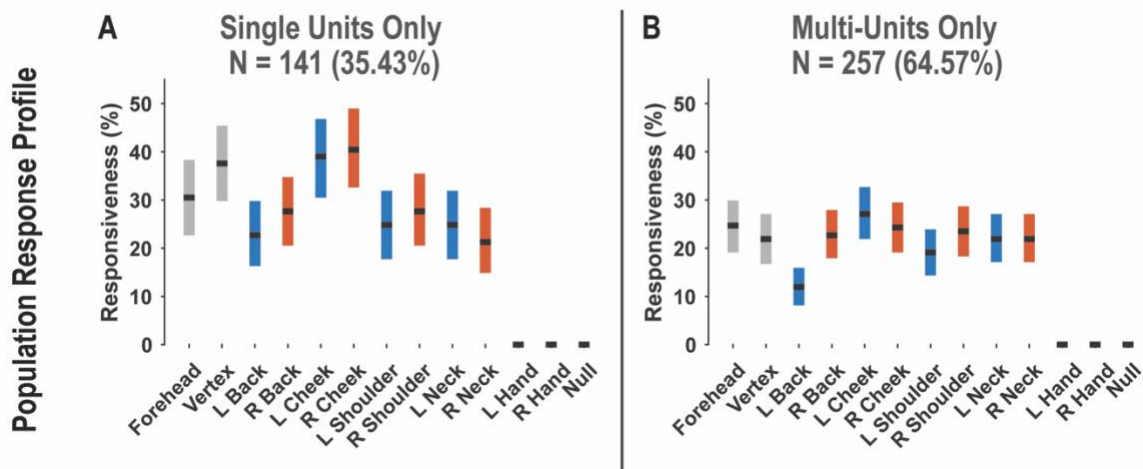 Population Response Profile
A
Single Units Only
N = 141 (35.43%)
Responsiveness (%)
50
40
30
20
10
0
Forehead
Vertex
L Back
R Back
L Cheek
R Cheek
L Shoulder
R Shoulder
L Neck
R Neck
L Hand
R Hand
Null
B
Multi-Units Only
N = 257 (64.57%)
Responsiveness (%)
50
40
30
20
10
0
Forehead
Vertex
L Back
R Back
L Cheek
R Cheek
L Shoulder
R Shoulder
L Neck
R Neck
L Hand
R Hand
Null